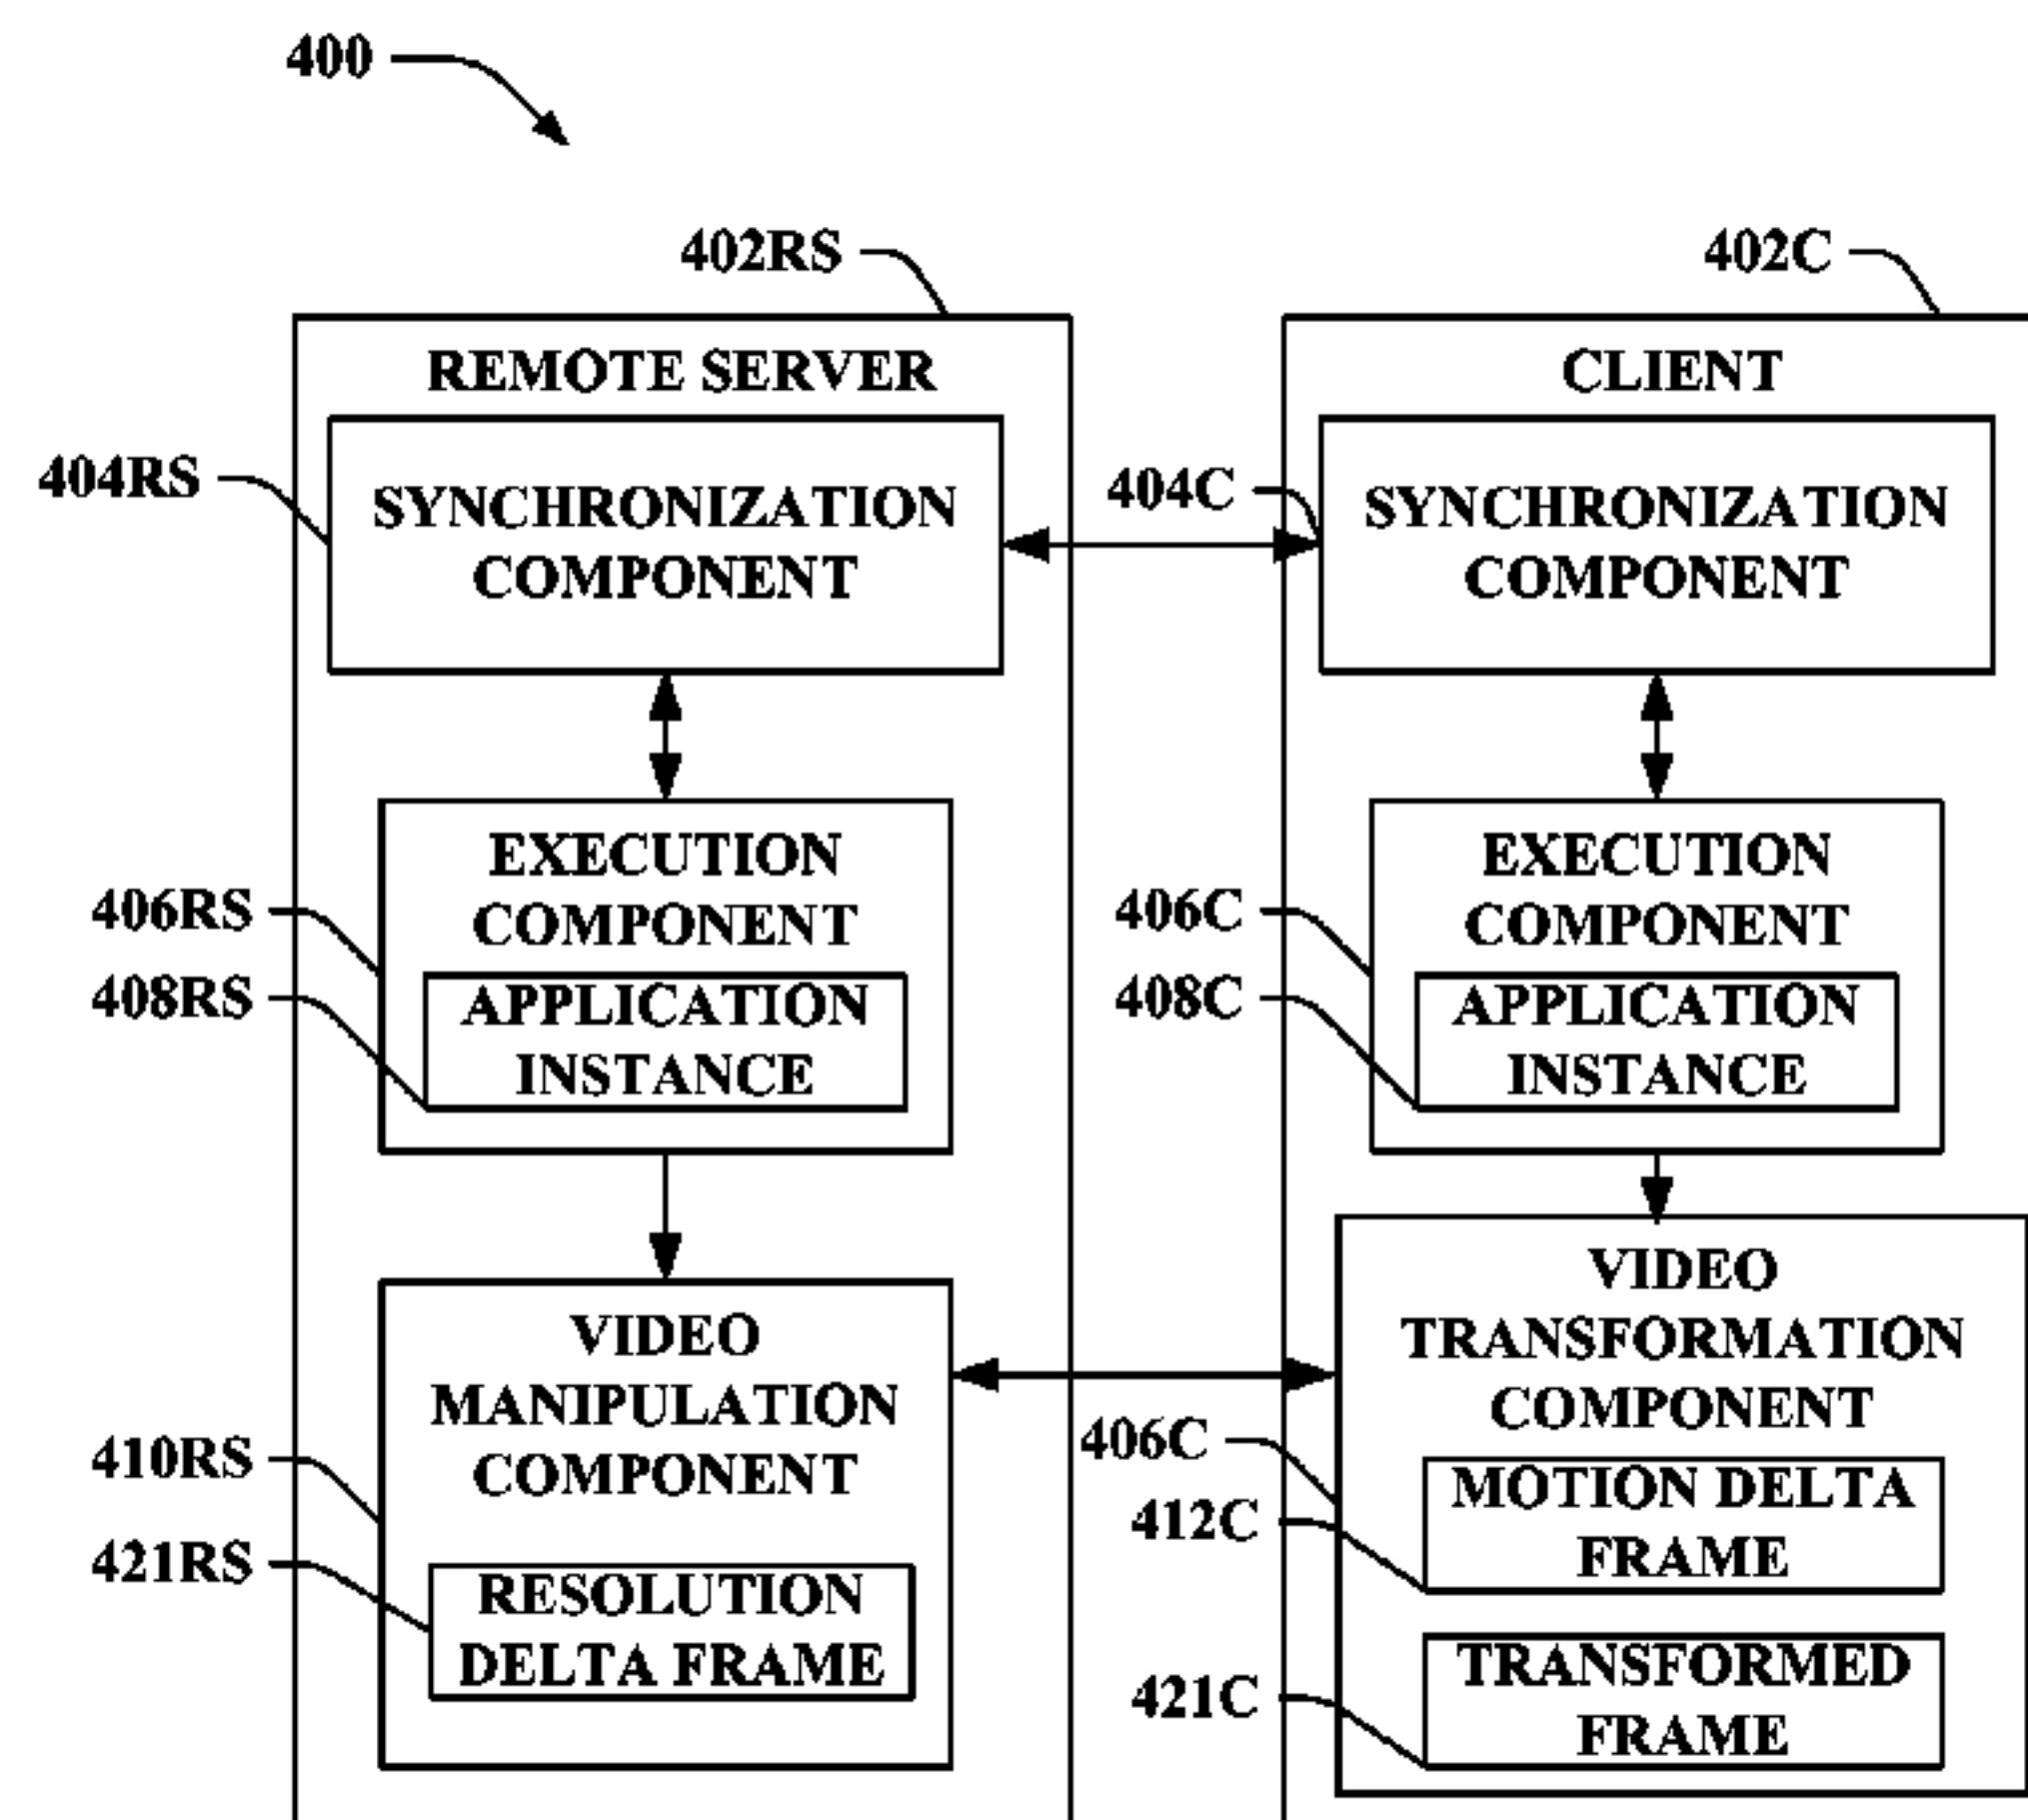 400
402RS
402C
REMOTE SERVER
CLIENT
404RS
SYNCHRONIZATION
COMPONENT
404C
SYNCHRONIZATION
COMPONENT
406RS
EXECUTION
COMPONENT
408RS
APPLICATION
INSTANCE
406C
EXECUTION
COMPONENT
408C
APPLICATION
INSTANCE
410RS
VIDEO
MANIPULATION
COMPONENT
421RS
RESOLUTION
DELTA FRAME
VIDEO
TRANSFORMATION
COMPONENT
406C
412C
MOTION DELTA
FRAME
421C
TRANSFORMED
FRAME